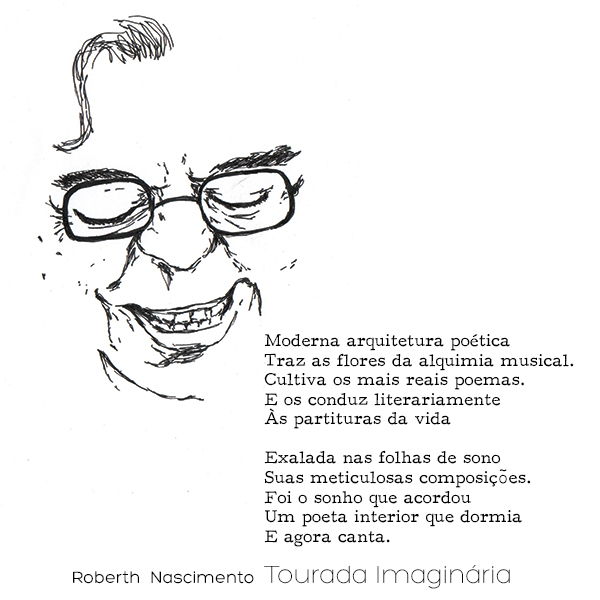 Moderna arquitetura poética
Traz as flores da alquimia musical.
Cultiva os mais reais poemas.
E os conduz literariamente
Às partituras da vida
Exalada nas folhas de sono
Suas meticulosas composições.
Foi o sonho que acordou
Um poeta interior que dormia
E agora canta.
Roberth Nascimento Tourada Imaginária